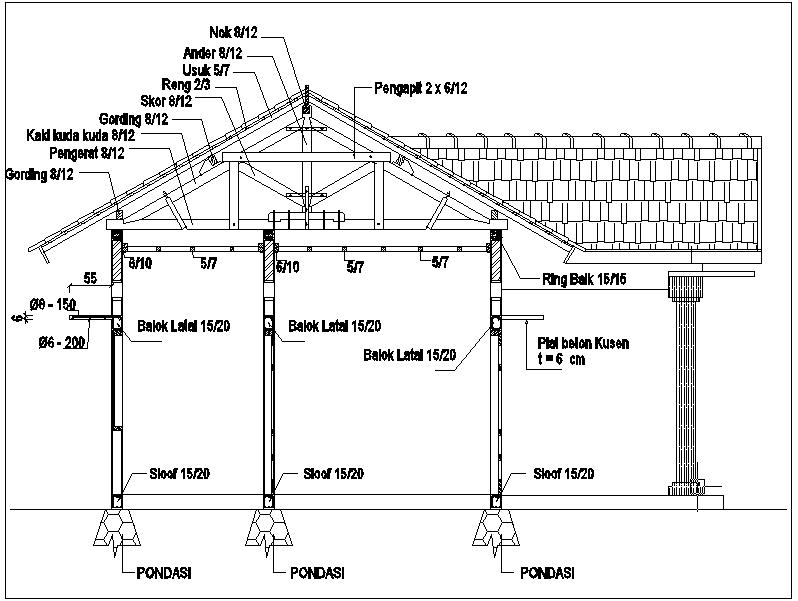 Nok 8/12
Ander 8/12
Usuk 5/7
Reng 2/3
Skor 8/12
Gording 8/12
Kaki kuda kuda 8/12
Pengerat 8/12
Gording 8/12
Pengapit 2 x 6/12
8/10
5/7
6/10
5/7
5/7
55
Ring Balk 15/15
Ø8 - 150
6
Ø6 - 200
Balok Latai 15/20
Balok Latai 15/20
Balok Latai 15/20
Plat beton Kusen
t = 6 cm
Sloof 15/20
Sloof 15/20
Sloof 15/20
PONDASI
PONDASI
PONDASI